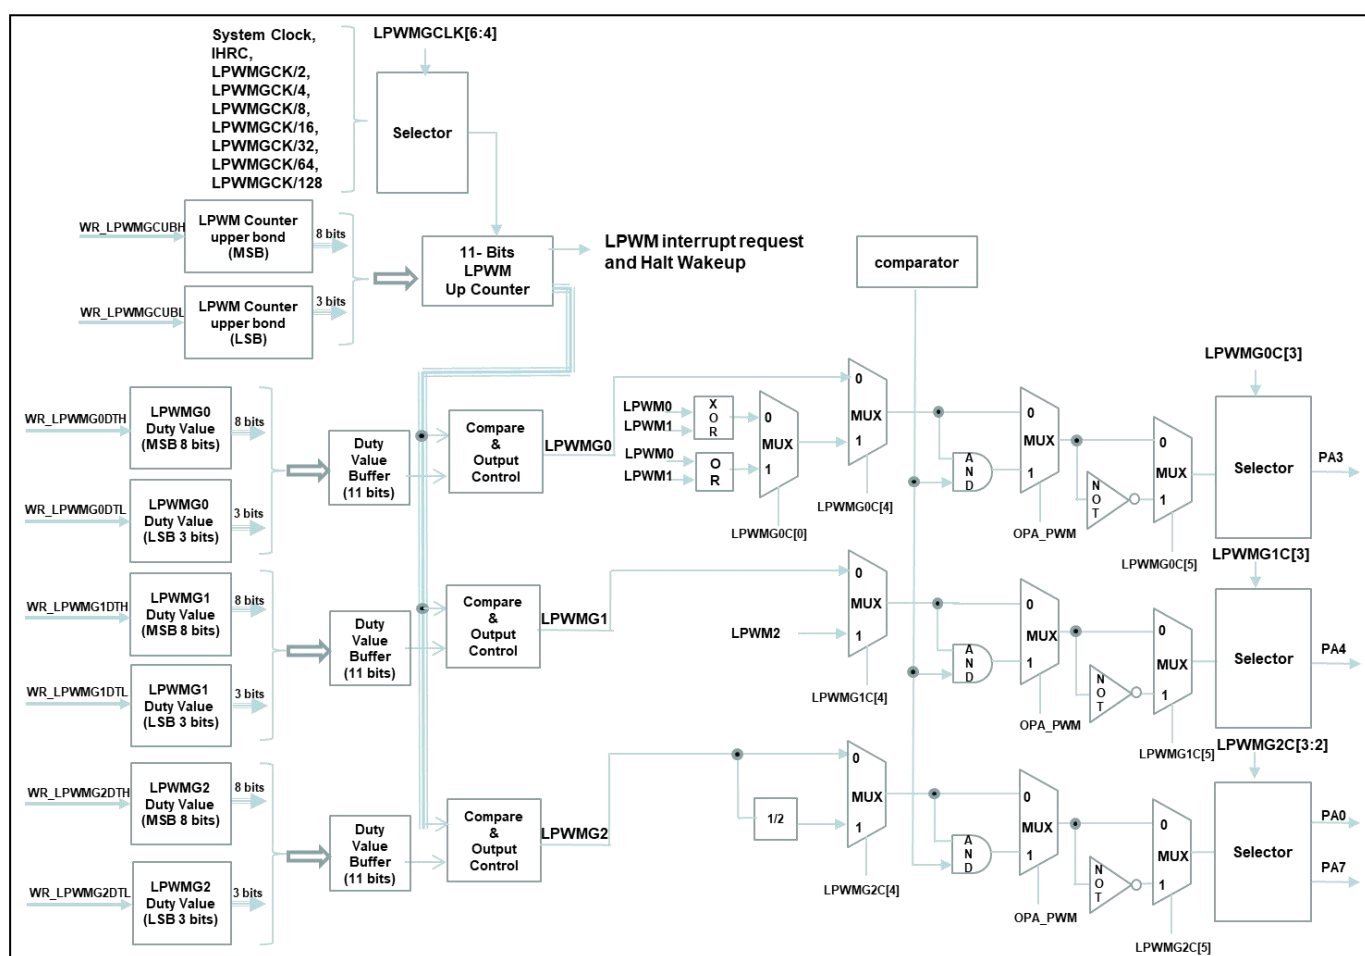 System Clock,
IHRC,
LPWMGCK/2,
LPWMGCK/4,
LPWMGCK/8,
LPWMGCK/16,
LPWMGCK/32,
LPWMGCK/64,
LPWMGCK/128
LPWMGCLK[6:4]
Selector
WR_LPWMGCUBH
LPWM Counter
upper bond
(MSB)
8 bits
WR_LPWMGCUBL
LPWM Counter
upper bond
(LSB)
3 bits
11- Bits
LPWM
Up Counter
LPWM interrupt request
and Halt Wakeup
comparator
WR_LPWMG0DTH
LPWMG0
Duty Value
(MSB 8 bits)
8 bits
WR_LPWMG0DTL
LPWMG0
Duty Value
(LSB 3 bits)
3 bits
Duty
Value
Buffer
(11 bits)
Compare
&
Output
Control
LPWMG0
LPWM0
LPWM1
XOR
LPWM0
LPWM1
OR
0
MUX
1
LPWMG0C[0]
0
MUX
1
LPWMG0C[4]
AND
0
MUX
1
OPA_PWM
NOT
0
MUX
1
LPWMG0C[5]
LPWMG0C[3]
Selector
PA3
WR_LPWMG1DTH
LPWMG1
Duty Value
(MSB 8 bits)
8 bits
WR_LPWMG1DTL
LPWMG1
Duty Value
(LSB 3 bits)
3 bits
Duty
Value
Buffer
(11 bits)
Compare
&
Output
Control
LPWMG1
LPWM2
0
MUX
1
LPWMG1C[4]
AND
0
MUX
1
OPA_PWM
NOT
0
MUX
1
LPWMG1C[5]
LPWMG1C[3]
Selector
PA4
WR_LPWMG2DTH
LPWMG2
Duty Value
(MSB 8 bits)
8 bits
WR_LPWMG2DTL
LPWMG2
Duty Value
(LSB 3 bits)
3 bits
Duty
Value
Buffer
(11 bits)
Compare
&
Output
Control
LPWMG2
1/2
0
MUX
1
LPWMG2C[4]
AND
0
MUX
1
OPA_PWM
NOT
0
MUX
1
LPWMG2C[5]
LPWMG2C[3:2]
Selector
PA0
PA7